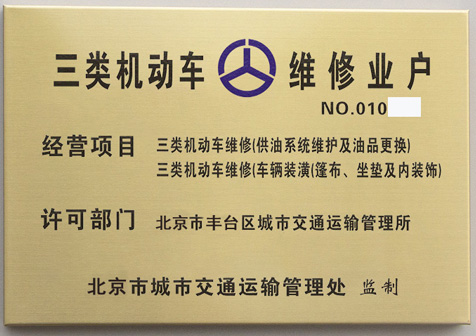 三类机动车 维修业户
NO.010
经营项目 三类机动车维修(供油系统维护及油品更换)
三类机动车维修(车辆装潢(篷布、坐垫及内装饰)
许可部门 北京市丰台区城市交通运输管理所
北京市城市交通运输管理处 监制